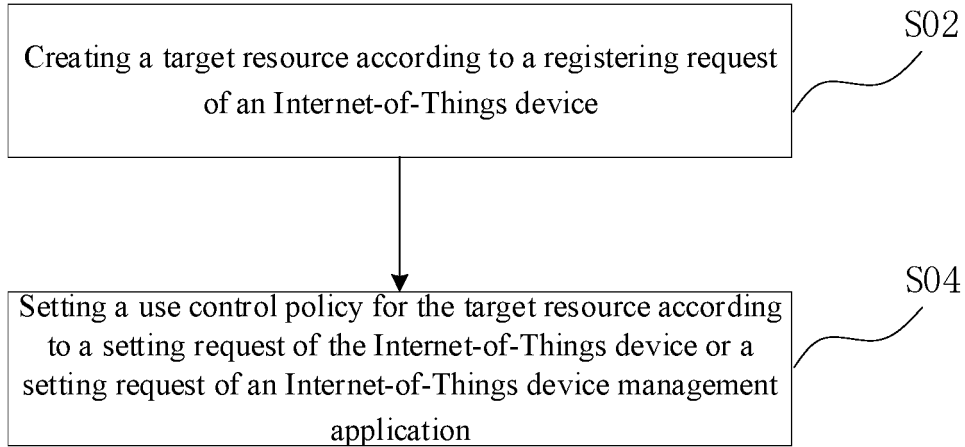 S02
Creating a target resource according to a registering request
of an Internet-of-Things device
S04
Setting a use control policy for the target resource according
to a setting request of the Internet-of-Things device or a
setting request of an Internet-of-Things device management
application